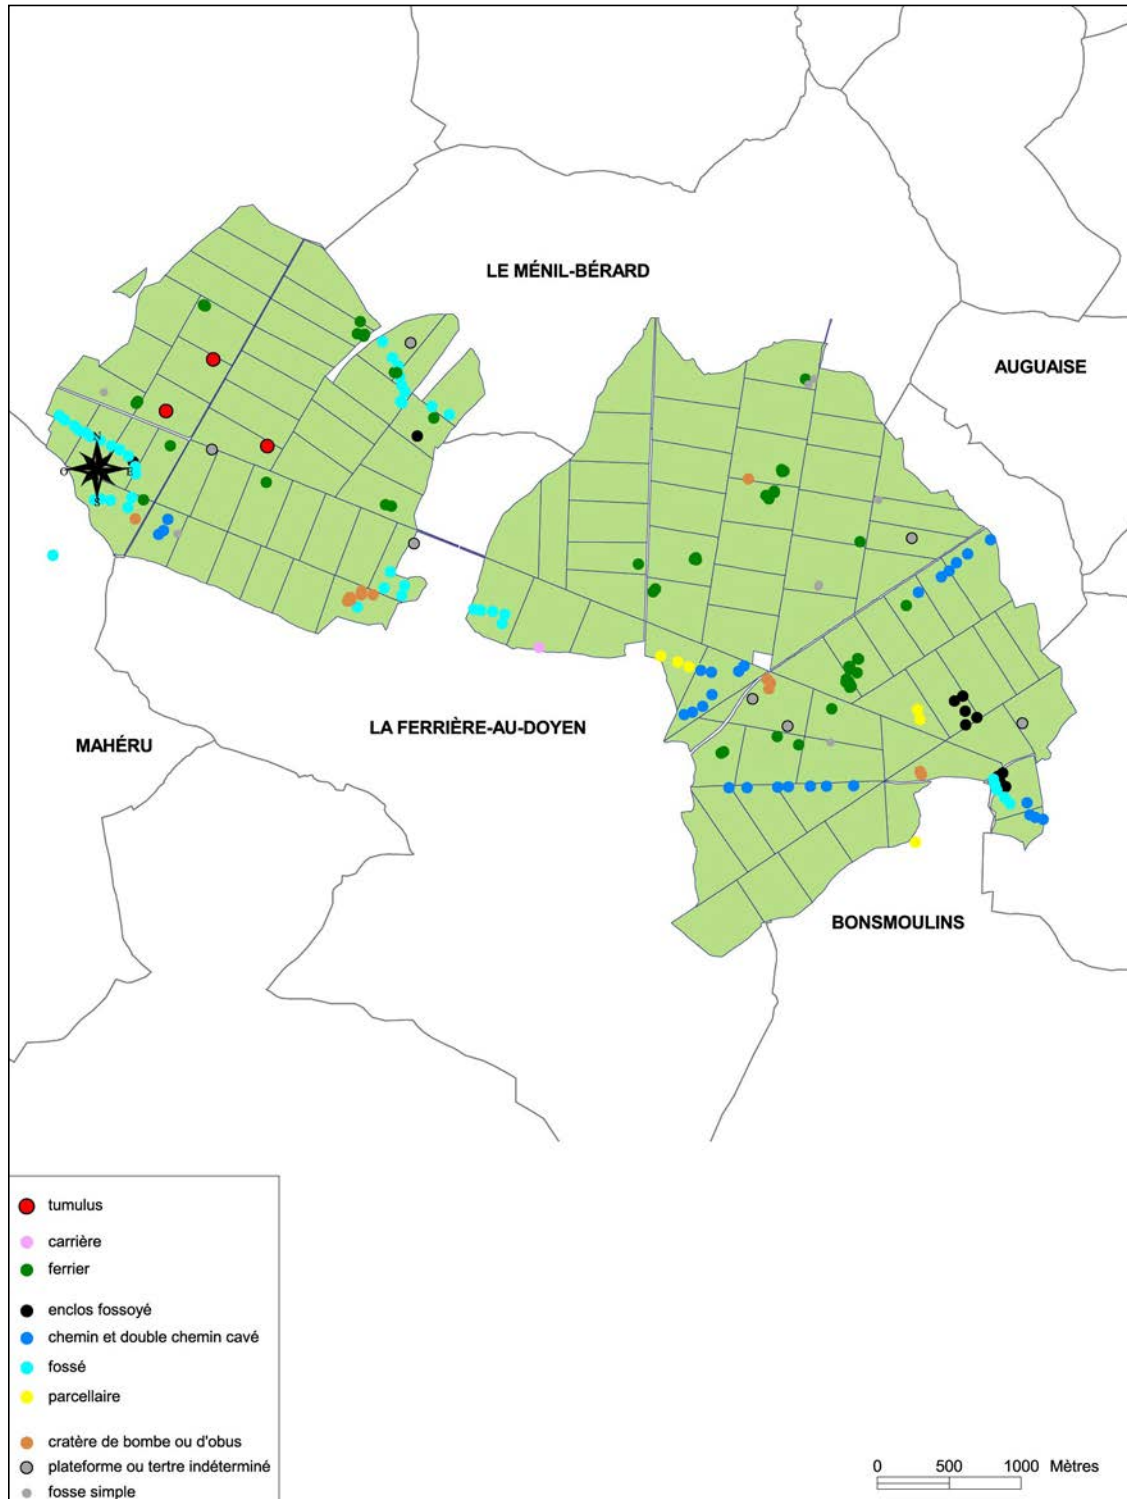 LE MÉNIL-BÉRARD
AUGUAISE
N
O
E
S
LA FERRIÈRE-AU-DOYEN
MAHÉRU
BONSMOULINS
tumulus
carrière
ferrier
enclos fossoyé
chemin et double chemin cavé
fossé
parcellaire
cratère de bombe ou d'obus
plateforme ou tertre indéterminé
fosse simple
0 500 1000 Mètres